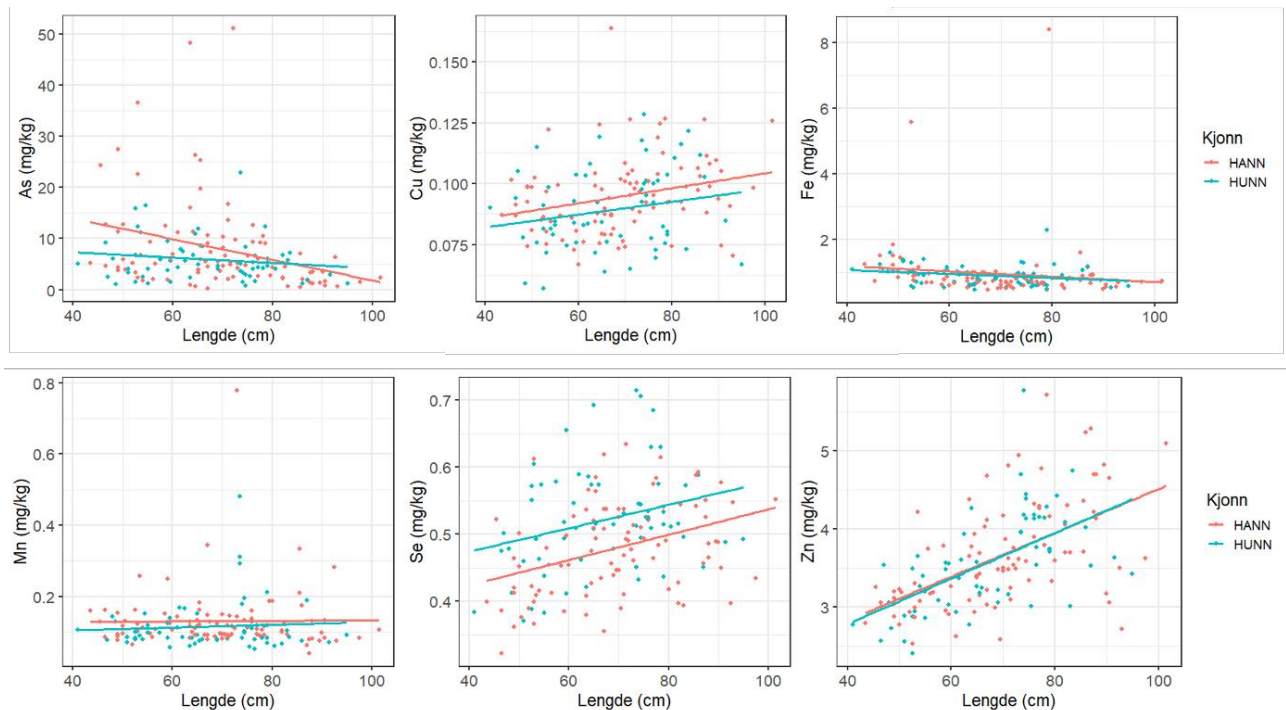 As (mg/kg)
50
40
30
20
10
0
40 60 80 100
Lengde (cm)
Cu (mg/kg)
0.150
0.125
0.100
0.075
40 60 80 100
Lengde (cm)
Fe (mg/kg)
8
6
4
2
40 60 80 100
Lengde (cm)
Kjonn
HANN
HUNN
Mn (mg/kg)
0.8
0.6
0.4
0.2
40 60 80 100
Lengde (cm)
Se (mg/kg)
0.7
0.6
0.5
0.4
40 60 80 100
Lengde (cm)
Zn (mg/kg)
5
4
3
40 60 80 100
Lengde (cm)
Kjonn
HANN
HUNN